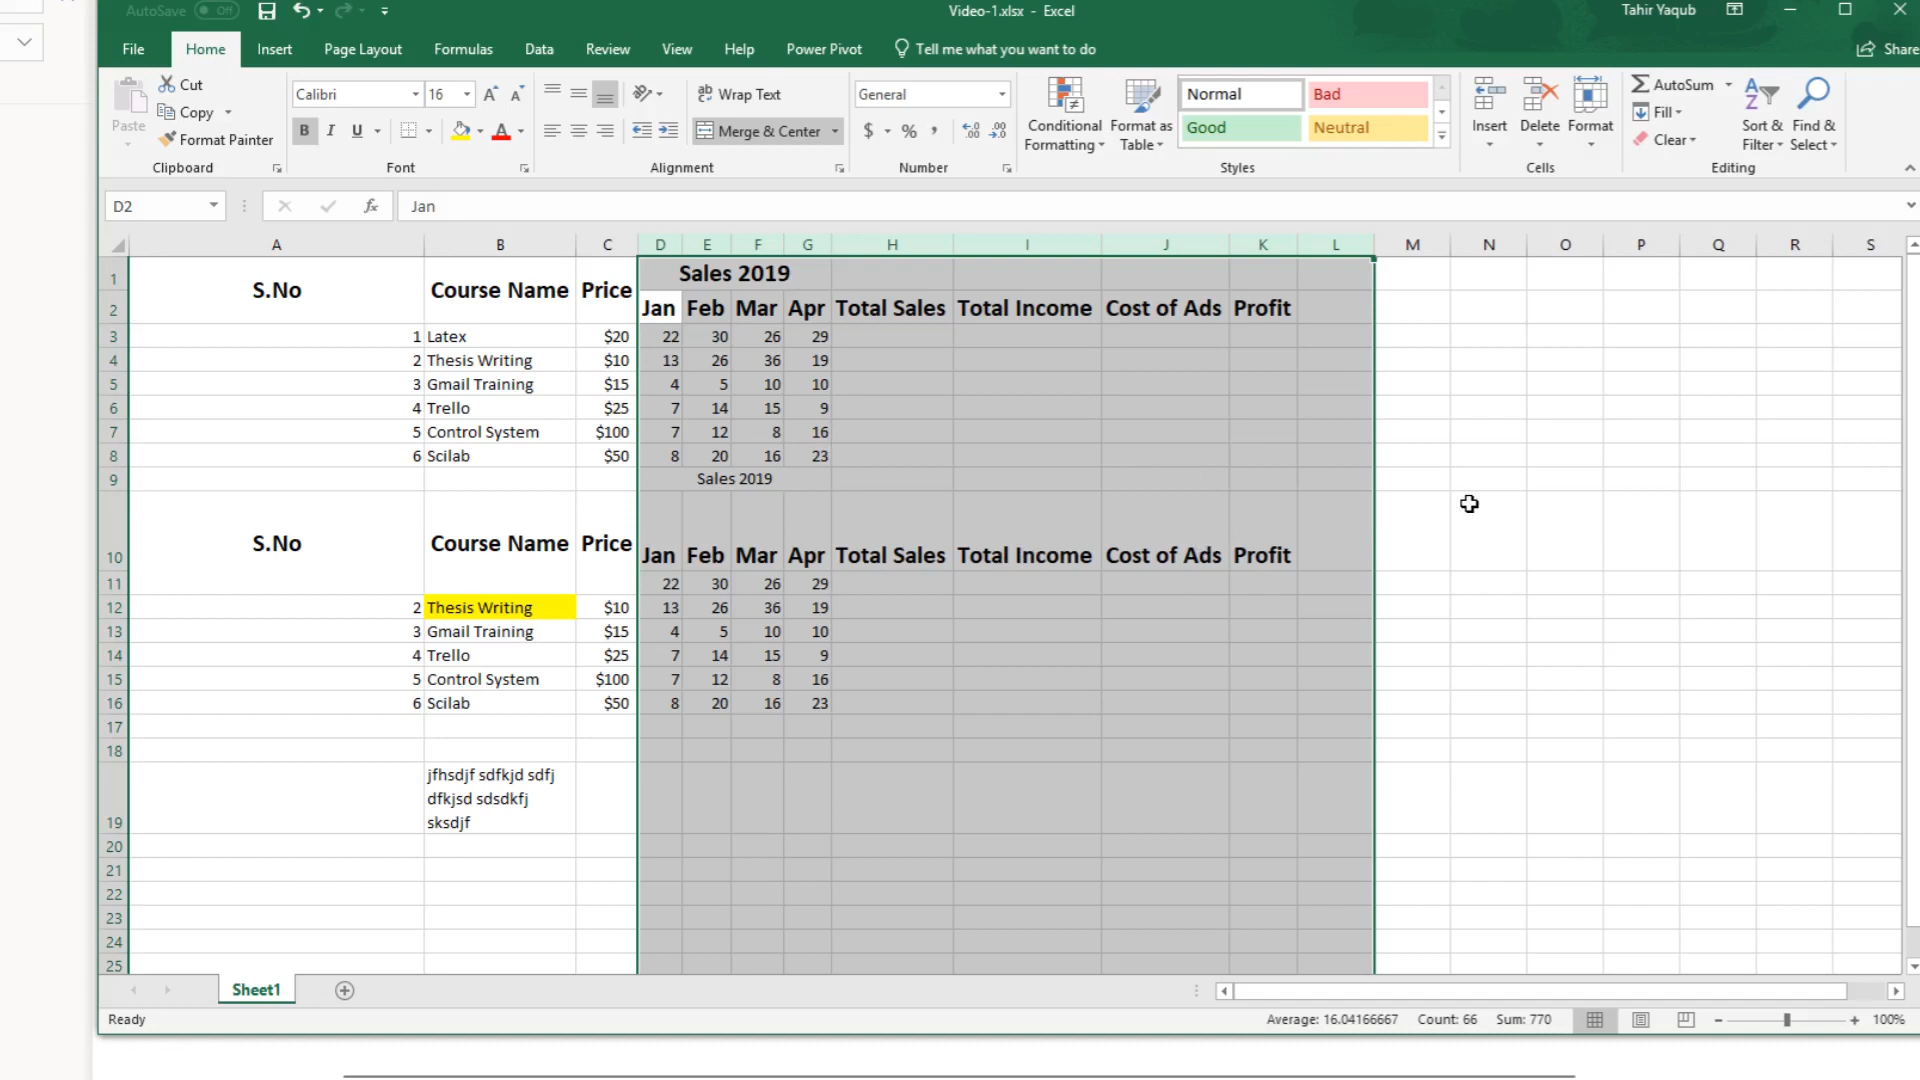 AutoSave Off Video-1.xlsx - Excel Tahir Yaqub
File Home Insert Page Layout Formulas Data Review View Help Power Pivot Tell me what you want to do Share
Paste Cut Copy Format Painter Clipboard
Calibri 16 B I U Font
Wrap Text Merge & Center Alignment
General $ % Number
Conditional Formatting Format as Table Normal Bad Good Neutral Styles
Insert Delete Format Cells
AutoSum Fill Clear Sort & Filter Find & Select Editing
D2 fx Jan
A B C D E F G H I J K L M N O P Q R S
1 S.No Course Name Price Sales 2019
2 Jan Feb Mar Apr Total Sales Total Income Cost of Ads Profit
3 1 Latex $20 22 30 26 29
4 2 Thesis Writing $10 13 26 36 19
5 3 Gmail Training $15 4 5 10 10
6 4 Trello $25 7 14 15 9
7 5 Control System $100 7 12 8 16
8 6 Scilab $50 8 20 16 23
9 Sales 2019
10 S.No Course Name Price Jan Feb Mar Apr Total Sales Total Income Cost of Ads Profit
11 22 30 26 29
12 2 Thesis Writing $10 13 26 36 19
13 3 Gmail Training $15 4 5 10 10
14 4 Trello $25 7 14 15 9
15 5 Control System $100 7 12 8 16
16 6 Scilab $50 8 20 16 23
17
18
jfhsdjf sdfkjd sdfj
dfkjsd sdsdkfj
19 sksdjf
20
21
22
23
24
25
Sheet1
Ready Average: 16.04166667 Count: 66 Sum: 770 100%